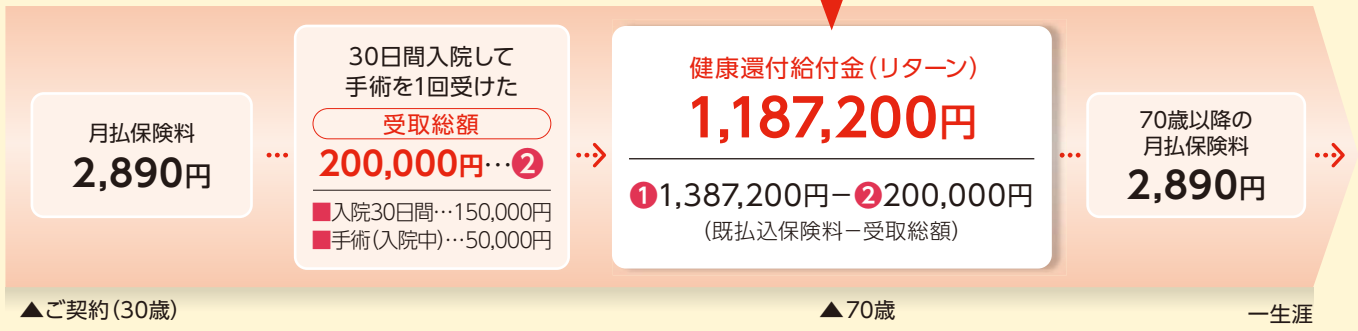 月払保険料
2,890円
…
30日間入院して
手術を1回受けた
受取総額
200,000円…❷
■入院30日間…150,000円
■手術(入院中)…50,000円
健康還付給付金(リターン)
1,187,200円
❶1,387,200円−❷200,000円
(既払込保険料−受取総額)
…
70歳以降の
月払保険料
2,890円
▲ご契約(30歳)
▲70歳
一生涯